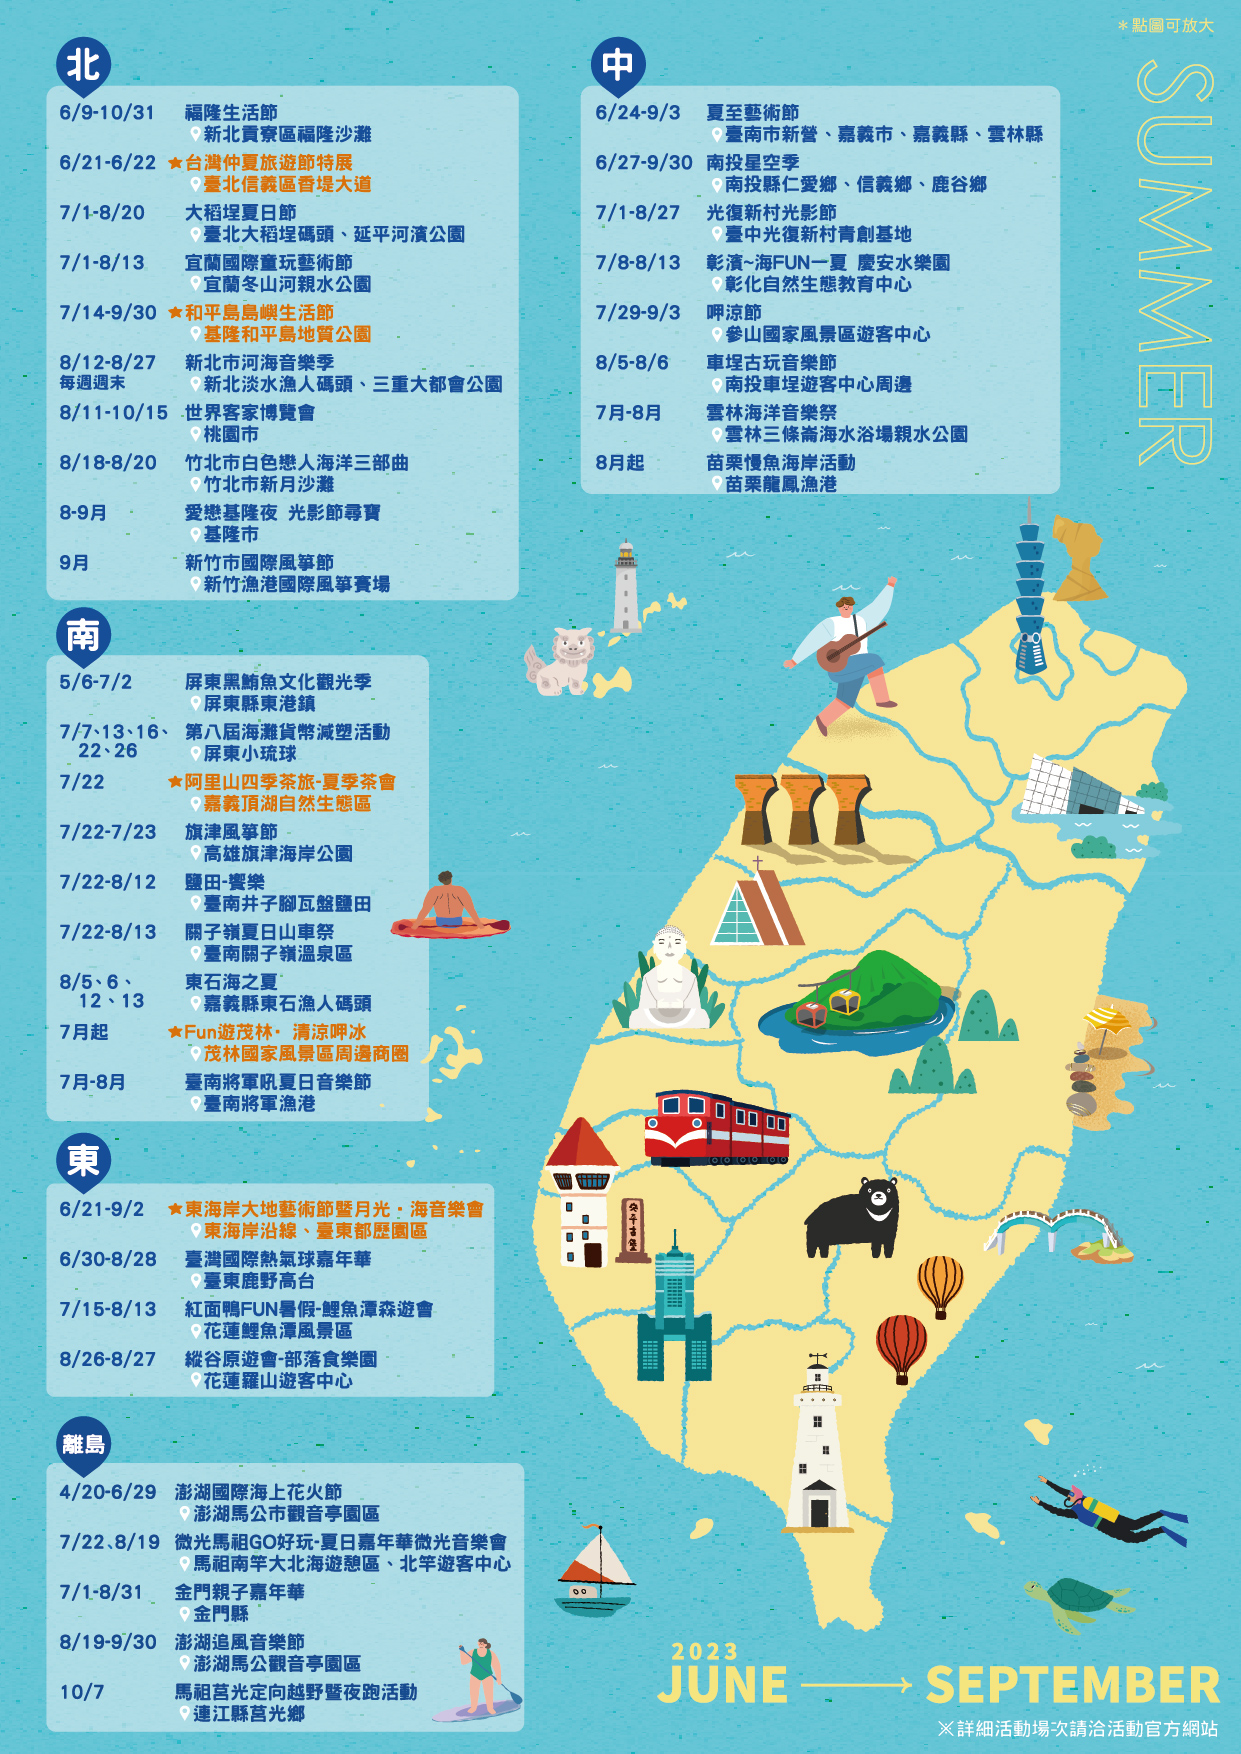 ＊點圖可放大
SUMMER
北
6/9-10/31 福隆生活節
新北貢寮區福隆沙灘
6/21-6/22 ★台灣仲夏旅遊節特展
臺北信義區香堤大道
7/1-8/20 大稻埕夏日節
臺北大稻埕碼頭、延平河濱公園
7/1-8/13 宜蘭國際童玩藝術節
宜蘭冬山河親水公園
7/14-9/30 ★和平島島嶼生活節
基隆和平島地質公園
8/12-8/27 新北市河海音樂季
每週週末 新北淡水漁人碼頭、三重大都會公園
8/11-10/15 世界客家博覽會
桃園市
8/18-8/20 竹北市白色戀人海洋三部曲
竹北市新月沙灘
8-9月 愛戀基隆夜 光影節尋寶
基隆市
9月 新竹市國際風箏節
新竹漁港國際風箏賽場
中
6/24-9/3 夏至藝術節
臺南市新營、嘉義市、嘉義縣、雲林縣
6/27-9/30 南投星空季
南投縣仁愛鄉、信義鄉、鹿谷鄉
7/1-8/27 光復新村光影節
臺中光復新村青創基地
7/8-8/13 彰濱~海FUN一夏 慶安水樂園
彰化自然生態教育中心
7/29-9/3 呷涼節
參山國家風景區遊客中心
8/5-8/6 車埕古玩音樂節
南投車埕遊客中心周邊
7月-8月 雲林海洋音樂祭
雲林三條崙海水浴場親水公園
8月起 苗栗慢魚海岸活動
苗栗龍鳳漁港
南
5/6-7/2 屏東黑鮪魚文化觀光季
屏東縣東港鎮
7/7、13、16、 第八屆海灘貨幣減塑活動
22、26 屏東小琉球
7/22 ★阿里山四季茶旅-夏季茶會
嘉義頂湖自然生態區
7/22-7/23 旗津風箏節
高雄旗津海岸公園
7/22-8/12 鹽田-饗樂
臺南井子腳瓦盤鹽田
7/22-8/13 關子嶺夏日山車祭
臺南關子嶺溫泉區
8/5、6、 東石海之夏
12、13 嘉義縣東石漁人碼頭
7月起 ★Fun遊茂林· 清涼呷冰
茂林國家風景區周邊商圈
7月-8月 臺南將軍吼夏日音樂節
臺南將軍漁港
東
6/21-9/2 ★東海岸大地藝術節暨月光·海音樂會
東海岸沿線、臺東都歷園區
6/30-8/28 臺灣國際熱氣球嘉年華
臺東鹿野高台
7/15-8/13 紅面鴨FUN暑假-鯉魚潭森遊會
花蓮鯉魚潭風景區
8/26-8/27 縱谷原遊會-部落食樂園
花蓮羅山遊客中心
離島
4/20-6/29 澎湖國際海上花火節
澎湖馬公市觀音亭園區
7/22、8/19 微光馬祖GO好玩-夏日嘉年華微光音樂會
馬祖南竿大北海遊憩區、北竿遊客中心
7/1-8/31 金門親子嘉年華
金門縣
8/19-9/30 澎湖追風音樂節
澎湖馬公觀音亭園區
10/7 馬祖莒光定向越野暨夜跑活動
連江縣莒光鄉
安平古堡
2023
JUNE → SEPTEMBER
※詳細活動場次請洽活動官方網站